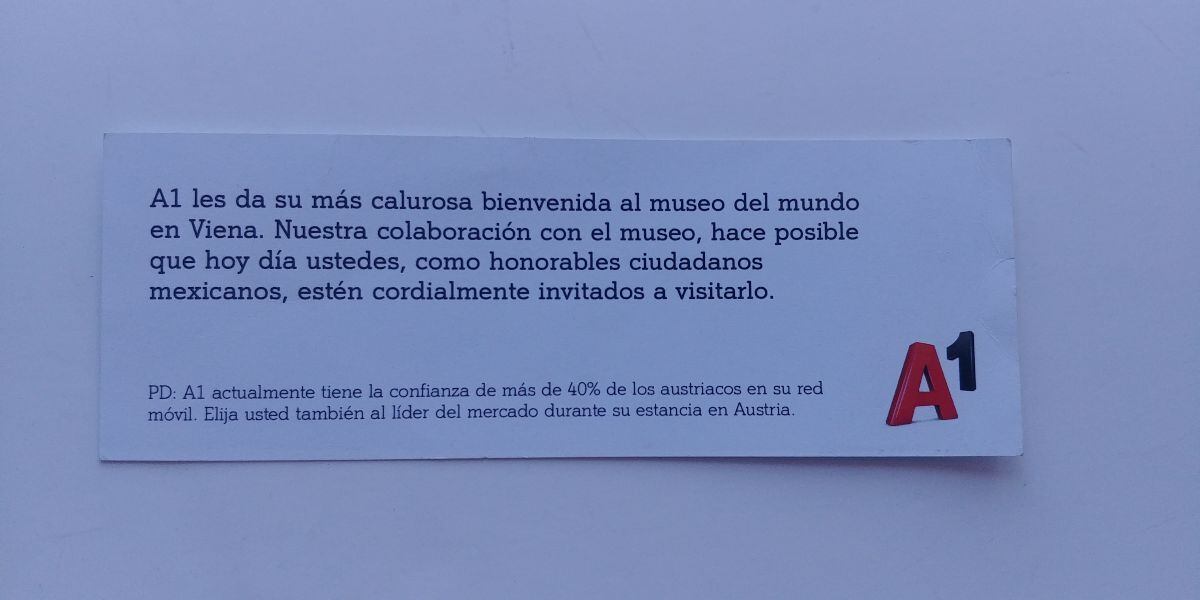 A1 les da su más calurosa bienvenida al museo del mundo
en Viena. Nuestra colaboración con el museo, hace posible
que hoy día ustedes, como honorables ciudadanos
mexicanos, estén cordialmente invitados a visitarlo.
PD: A1 actualmente tiene la confianza de más de 40% de los austriacos en su red
móvil. Elija usted también al líder del mercado durante su estancia en Austria.
A1